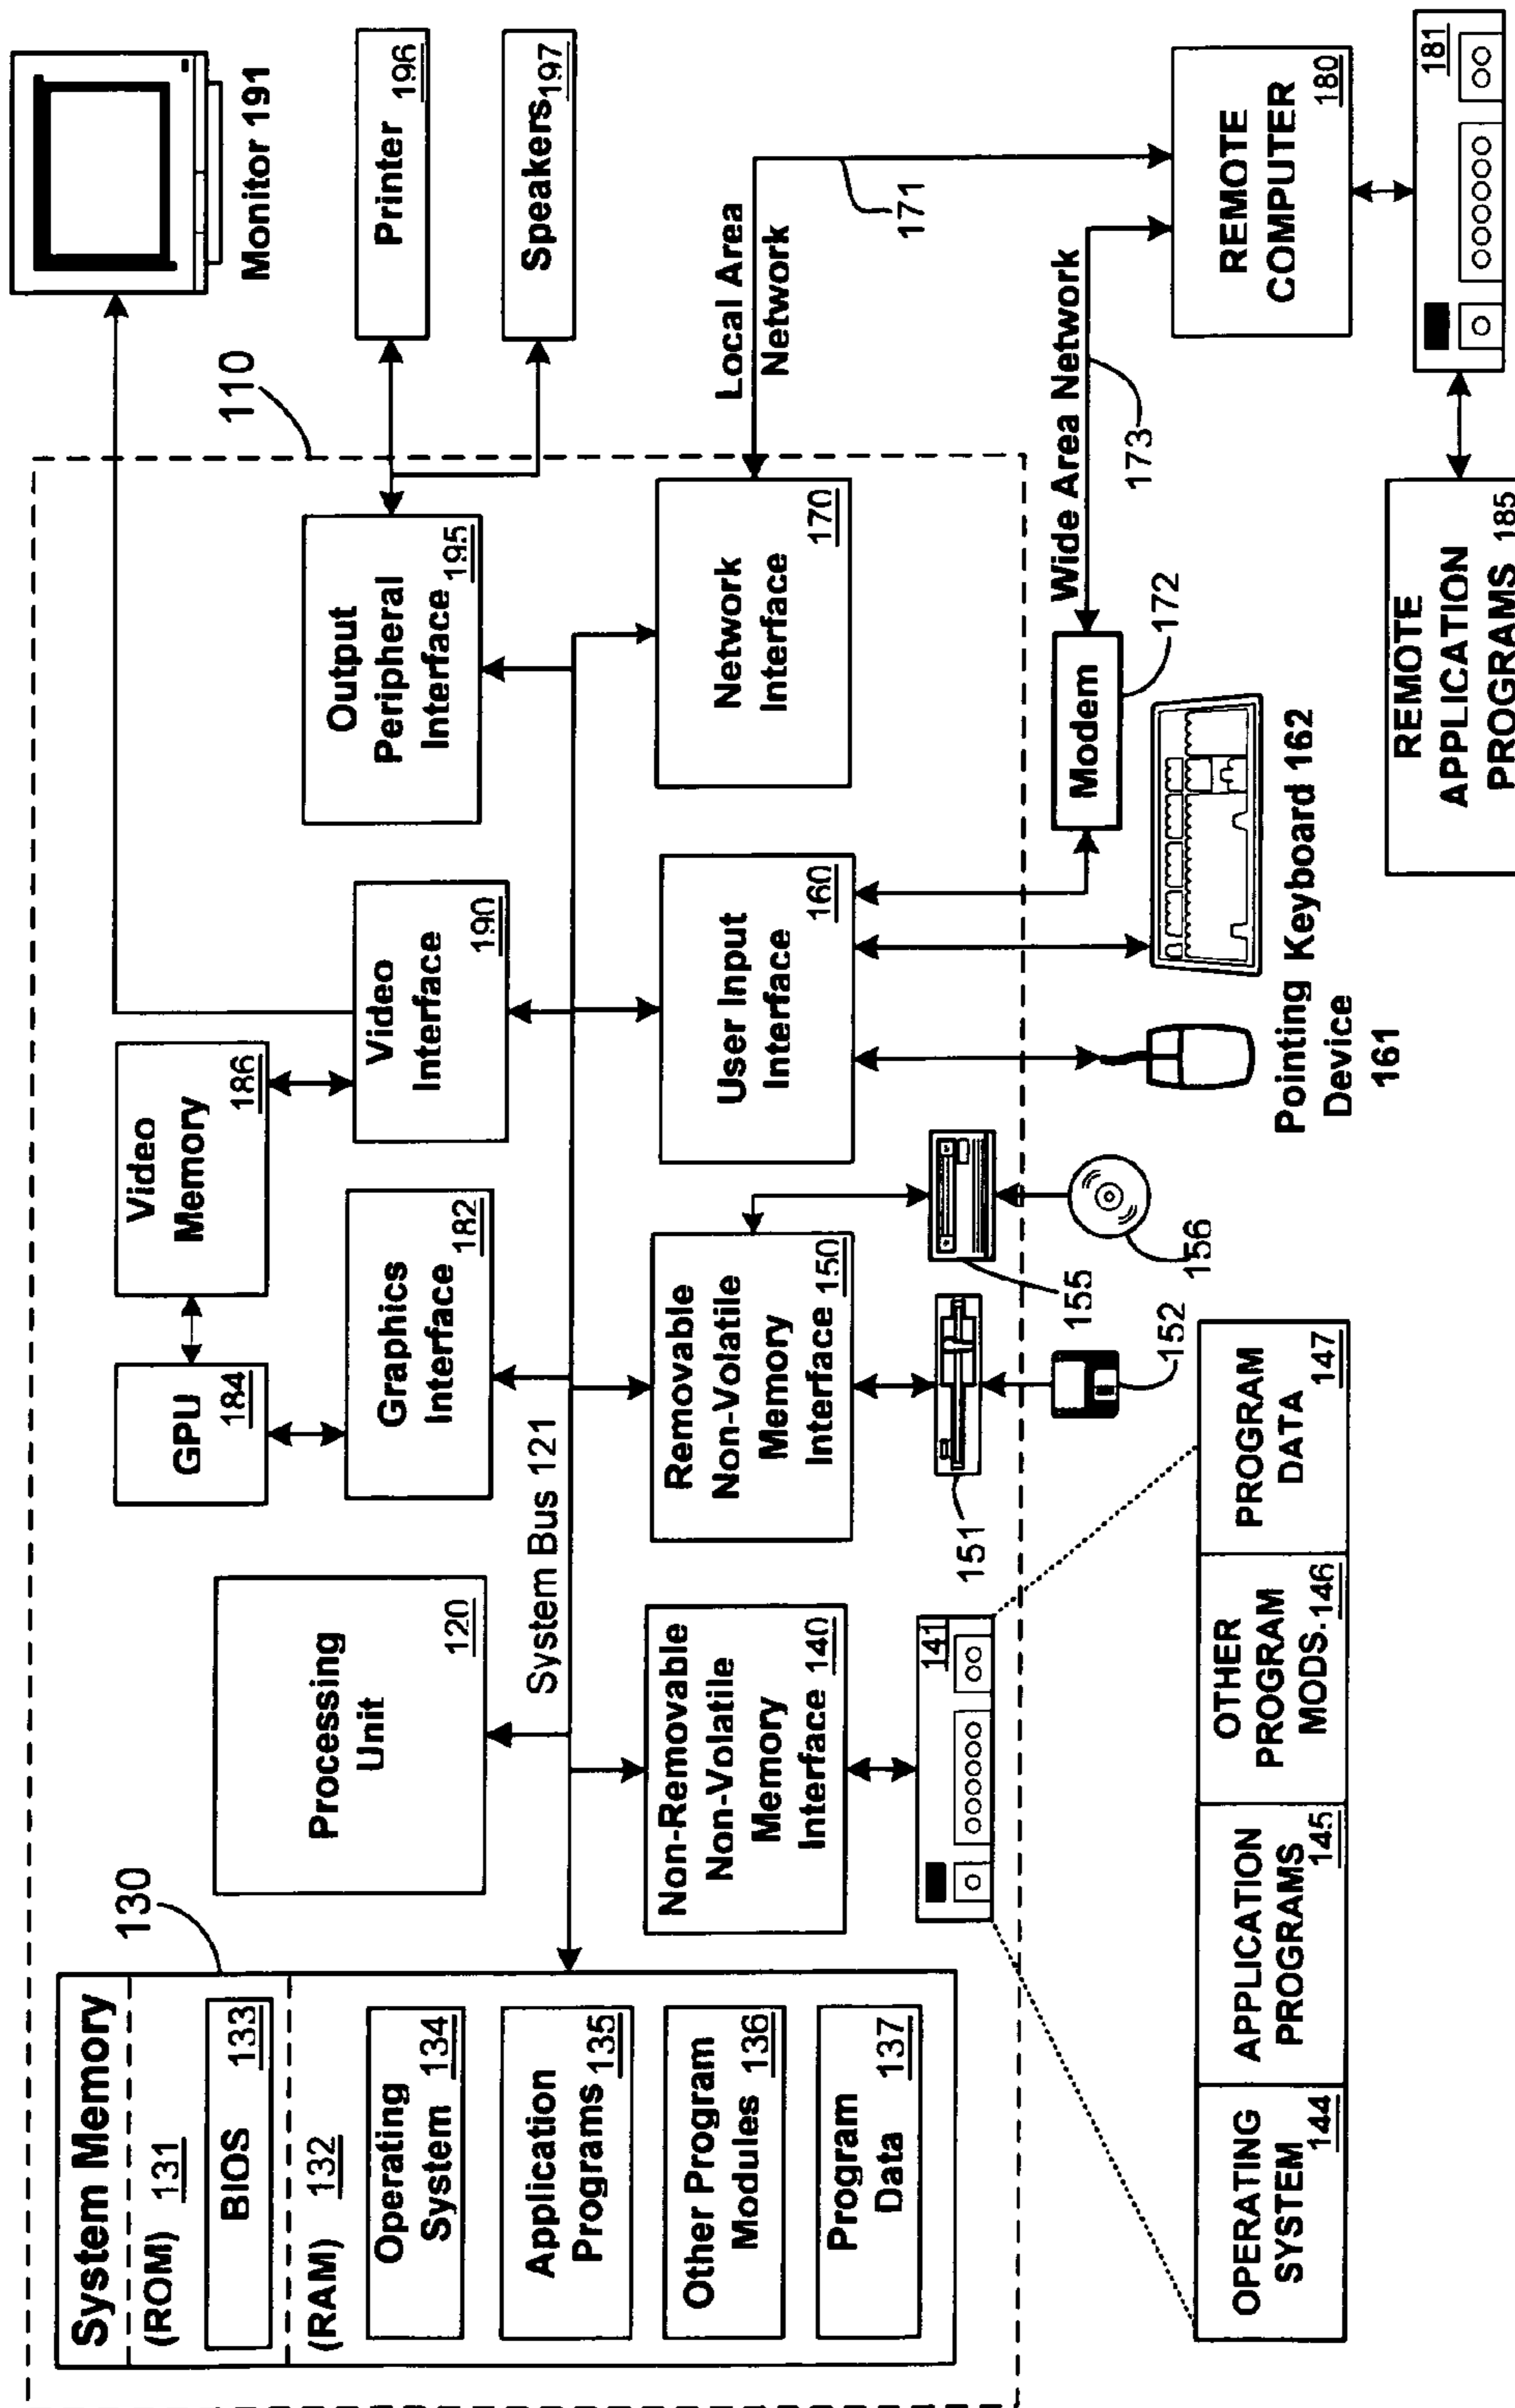 System Memory
(ROM) 131
BIOS 133
(RAM) 132
Operating
System 134
Application
Programs 135
Other Program
Modules 136
Program
Data 137
130
Processing
Unit
120
GPU
184
Video
Memory
186
Graphics
Interface
182
Video
Interface
190
Output
Peripheral
Interface 195
110
Monitor 191
Printer 196
Speakers 197
System Bus 121
Non-Removable
Non-Volatile
Memory
Interface 140
Removable
Non-Volatile
Memory
Interface 150
User Input
Interface
160
Network
Interface
170
Local Area
Network
171
141
151
152
155
156
Wide Area Network
173
Modem
172
Pointing
Device
161
Keyboard 162
REMOTE
COMPUTER
180
181
OPERATING
SYSTEM 144
APPLICATION
PROGRAMS 145
OTHER
PROGRAM
MODS. 146
PROGRAM
DATA 147
REMOTE
APPLICATION
PROGRAMS 185